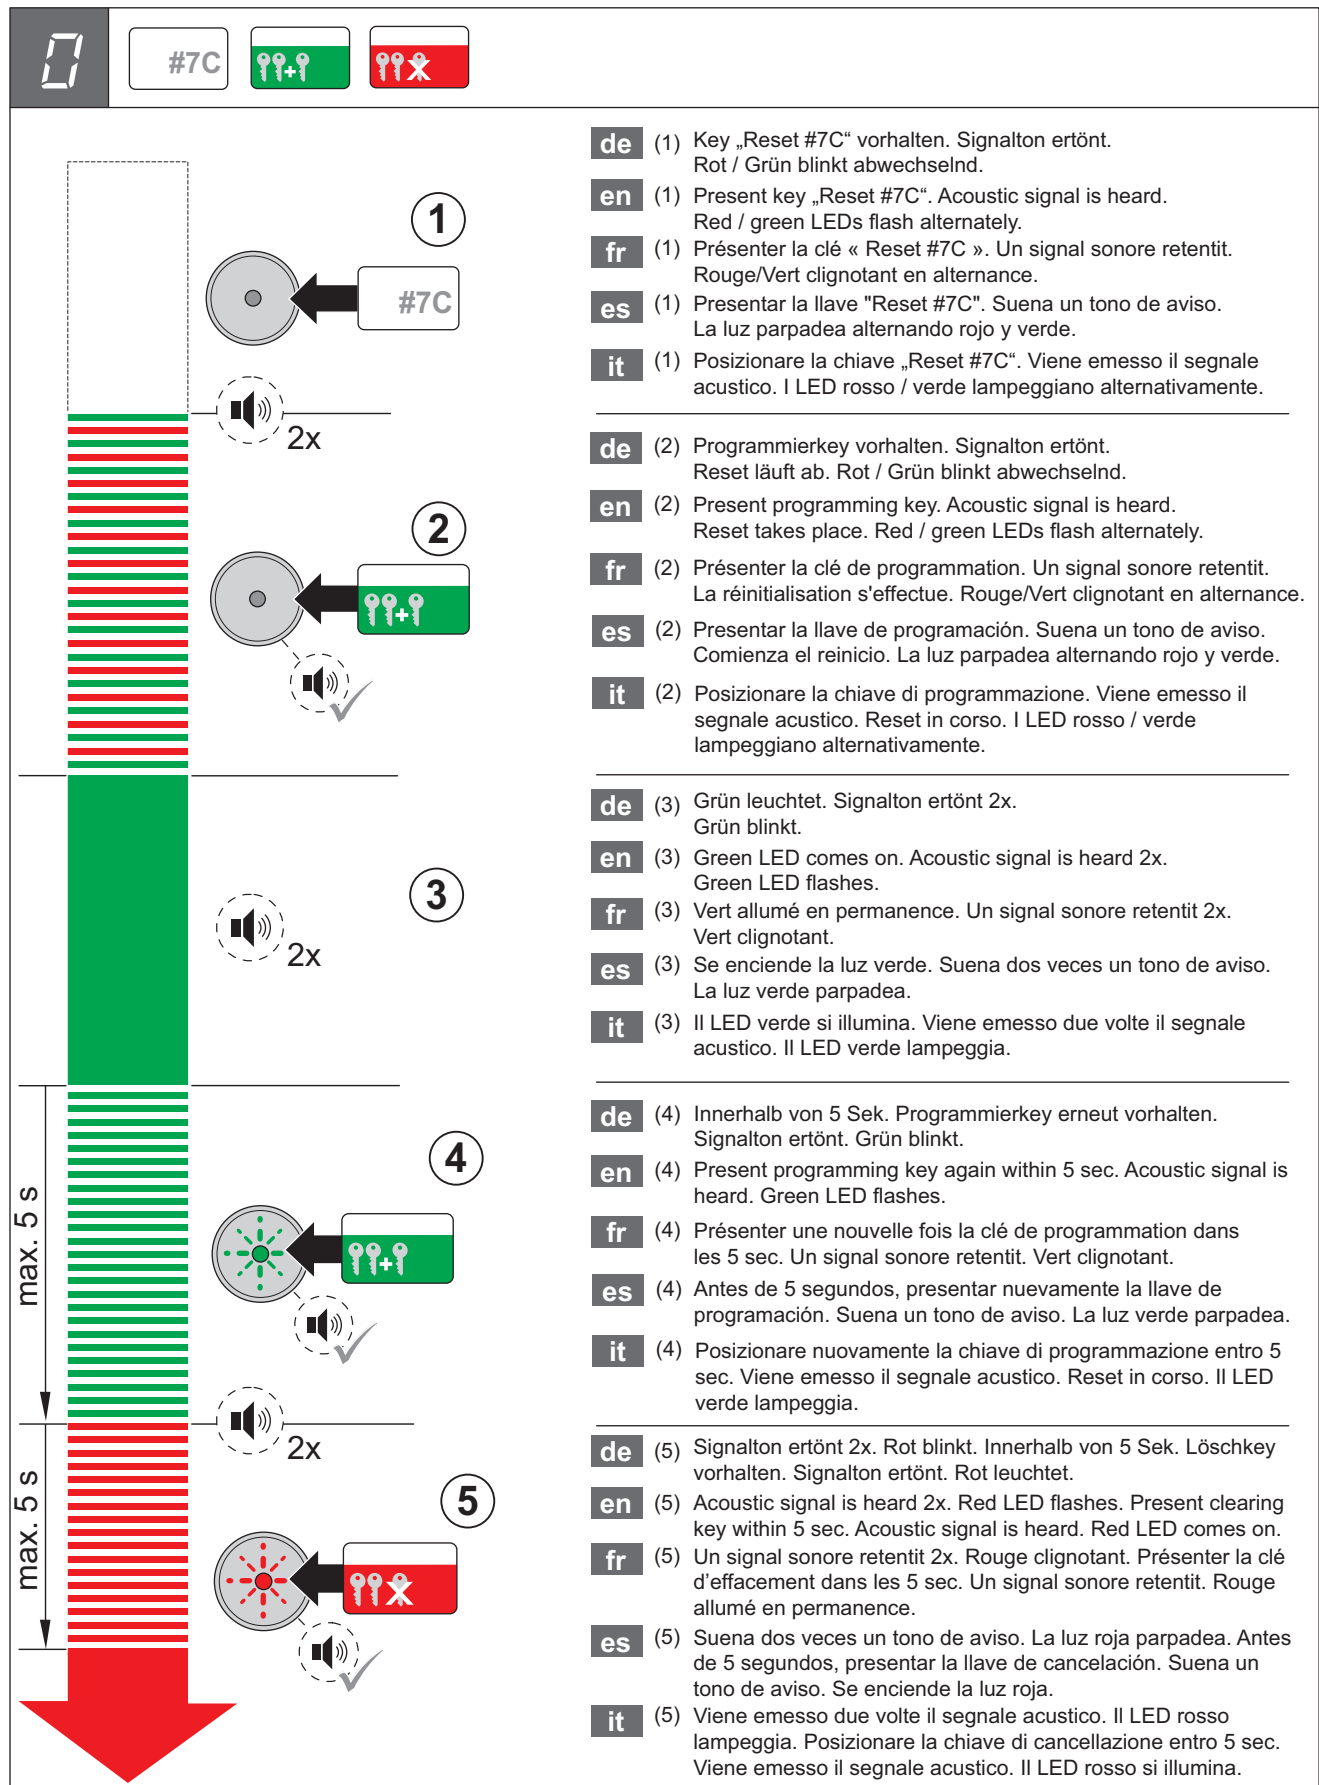 0 #7C
de (1) Key „Reset #7C“ vorhalten. Signalton ertönt.
Rot / Grün blinkt abwechselnd.
en (1) Present key „Reset #7C“. Acoustic signal is heard.
Red / green LEDs flash alternately.
fr (1) Présenter la clé « Reset #7C ». Un signal sonore retentit.
Rouge/Vert clignotant en alternance.
es (1) Presentar la llave "Reset #7C". Suena un tono de aviso.
La luz parpadea alternando rojo y verde.
it (1) Posizionare la chiave „Reset #7C“. Viene emesso il segnale
acustico. I LED rosso / verde lampeggiano alternativamente.
1
#7C
2x
de (2) Programmierkey vorhalten. Signalton ertönt.
Reset läuft ab. Rot / Grün blinkt abwechselnd.
en (2) Present programming key. Acoustic signal is heard.
Reset takes place. Red / green LEDs flash alternately.
fr (2) Présenter la clé de programmation. Un signal sonore retentit.
La réinitialisation s'effectue. Rouge/Vert clignotant en alternance.
es (2) Presentar la llave de programación. Suena un tono de aviso.
Comienza el reinicio. La luz parpadea alternando rojo y verde.
it (2) Posizionare la chiave di programmazione. Viene emesso il
segnale acustico. Reset in corso. I LED rosso / verde
lampeggiano alternativamente.
2
de (3) Grün leuchtet. Signalton ertönt 2x.
Grün blinkt.
en (3) Green LED comes on. Acoustic signal is heard 2x.
Green LED flashes.
fr (3) Vert allumé en permanence. Un signal sonore retentit 2x.
Vert clignotant.
es (3) Se enciende la luz verde. Suena dos veces un tono de aviso.
La luz verde parpadea.
it (3) Il LED verde si illumina. Viene emesso due volte il segnale
acustico. Il LED verde lampeggia.
3
2x
de (4) Innerhalb von 5 Sek. Programmierkey erneut vorhalten.
Signalton ertönt. Grün blinkt.
en (4) Present programming key again within 5 sec. Acoustic signal is
heard. Green LED flashes.
fr (4) Présenter une nouvelle fois la clé de programmation dans
les 5 sec. Un signal sonore retentit. Vert clignotant.
es (4) Antes de 5 segundos, presentar nuevamente la llave de
programación. Suena un tono de aviso. La luz verde parpadea.
it (4) Posizionare nuovamente la chiave di programmazione entro 5
sec. Viene emesso il segnale acustico. Reset in corso. Il LED
verde lampeggia.
4
max. 5 s
2x
de (5) Signalton ertönt 2x. Rot blinkt. Innerhalb von 5 Sek. Löschkey
vorhalten. Signalton ertönt. Rot leuchtet.
en (5) Acoustic signal is heard 2x. Red LED flashes. Present clearing
key within 5 sec. Acoustic signal is heard. Red LED comes on.
fr (5) Un signal sonore retentit 2x. Rouge clignotant. Présenter la clé
d’effacement dans les 5 sec. Un signal sonore retentit. Rouge
allumé en permanence.
es (5) Suena dos veces un tono de aviso. La luz roja parpadea. Antes
de 5 segundos, presentar la llave de cancelación. Suena un
tono de aviso. Se enciende la luz roja.
it (5) Viene emesso due volte il segnale acustico. Il LED rosso
lampeggia. Posizionare la chiave di cancellazione entro 5 sec.
Viene emesso il segnale acustico. Il LED rosso si illumina.
5
max. 5 s